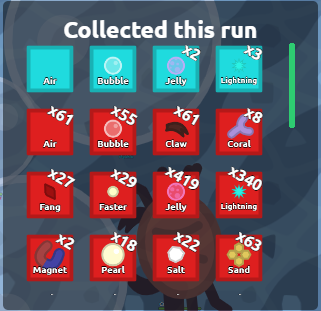 Collected this run
x2 x3
Air Bubble Jelly Lightning
x61 x55 x61 x8
Air Bubble Claw Coral
x27 x29 x419 x340
Fang Faster Jelly Lightning
x2 x18 x22 x63
Magnet Pearl Salt Sand